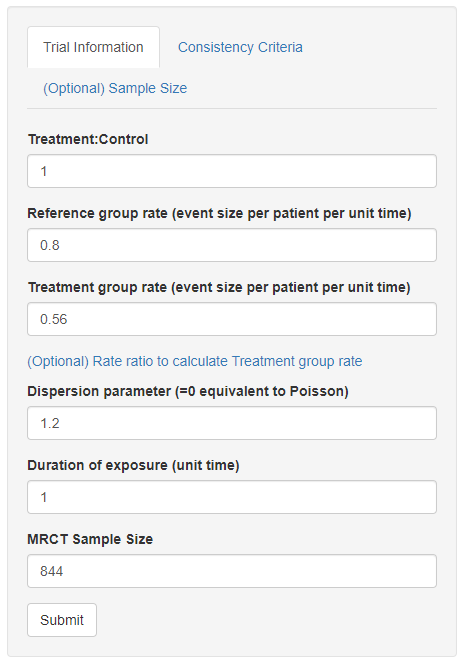 Trial Information Consistency Criteria
(Optional) Sample Size
Treatment:Control
1
Reference group rate (event size per patient per unit time)
0.8
Treatment group rate (event size per patient per unit time)
0.56
(Optional) Rate ratio to calculate Treatment group rate
Dispersion parameter (=0 equivalent to Poisson)
1.2
Duration of exposure (unit time)
1
MRCT Sample Size
844
Submit